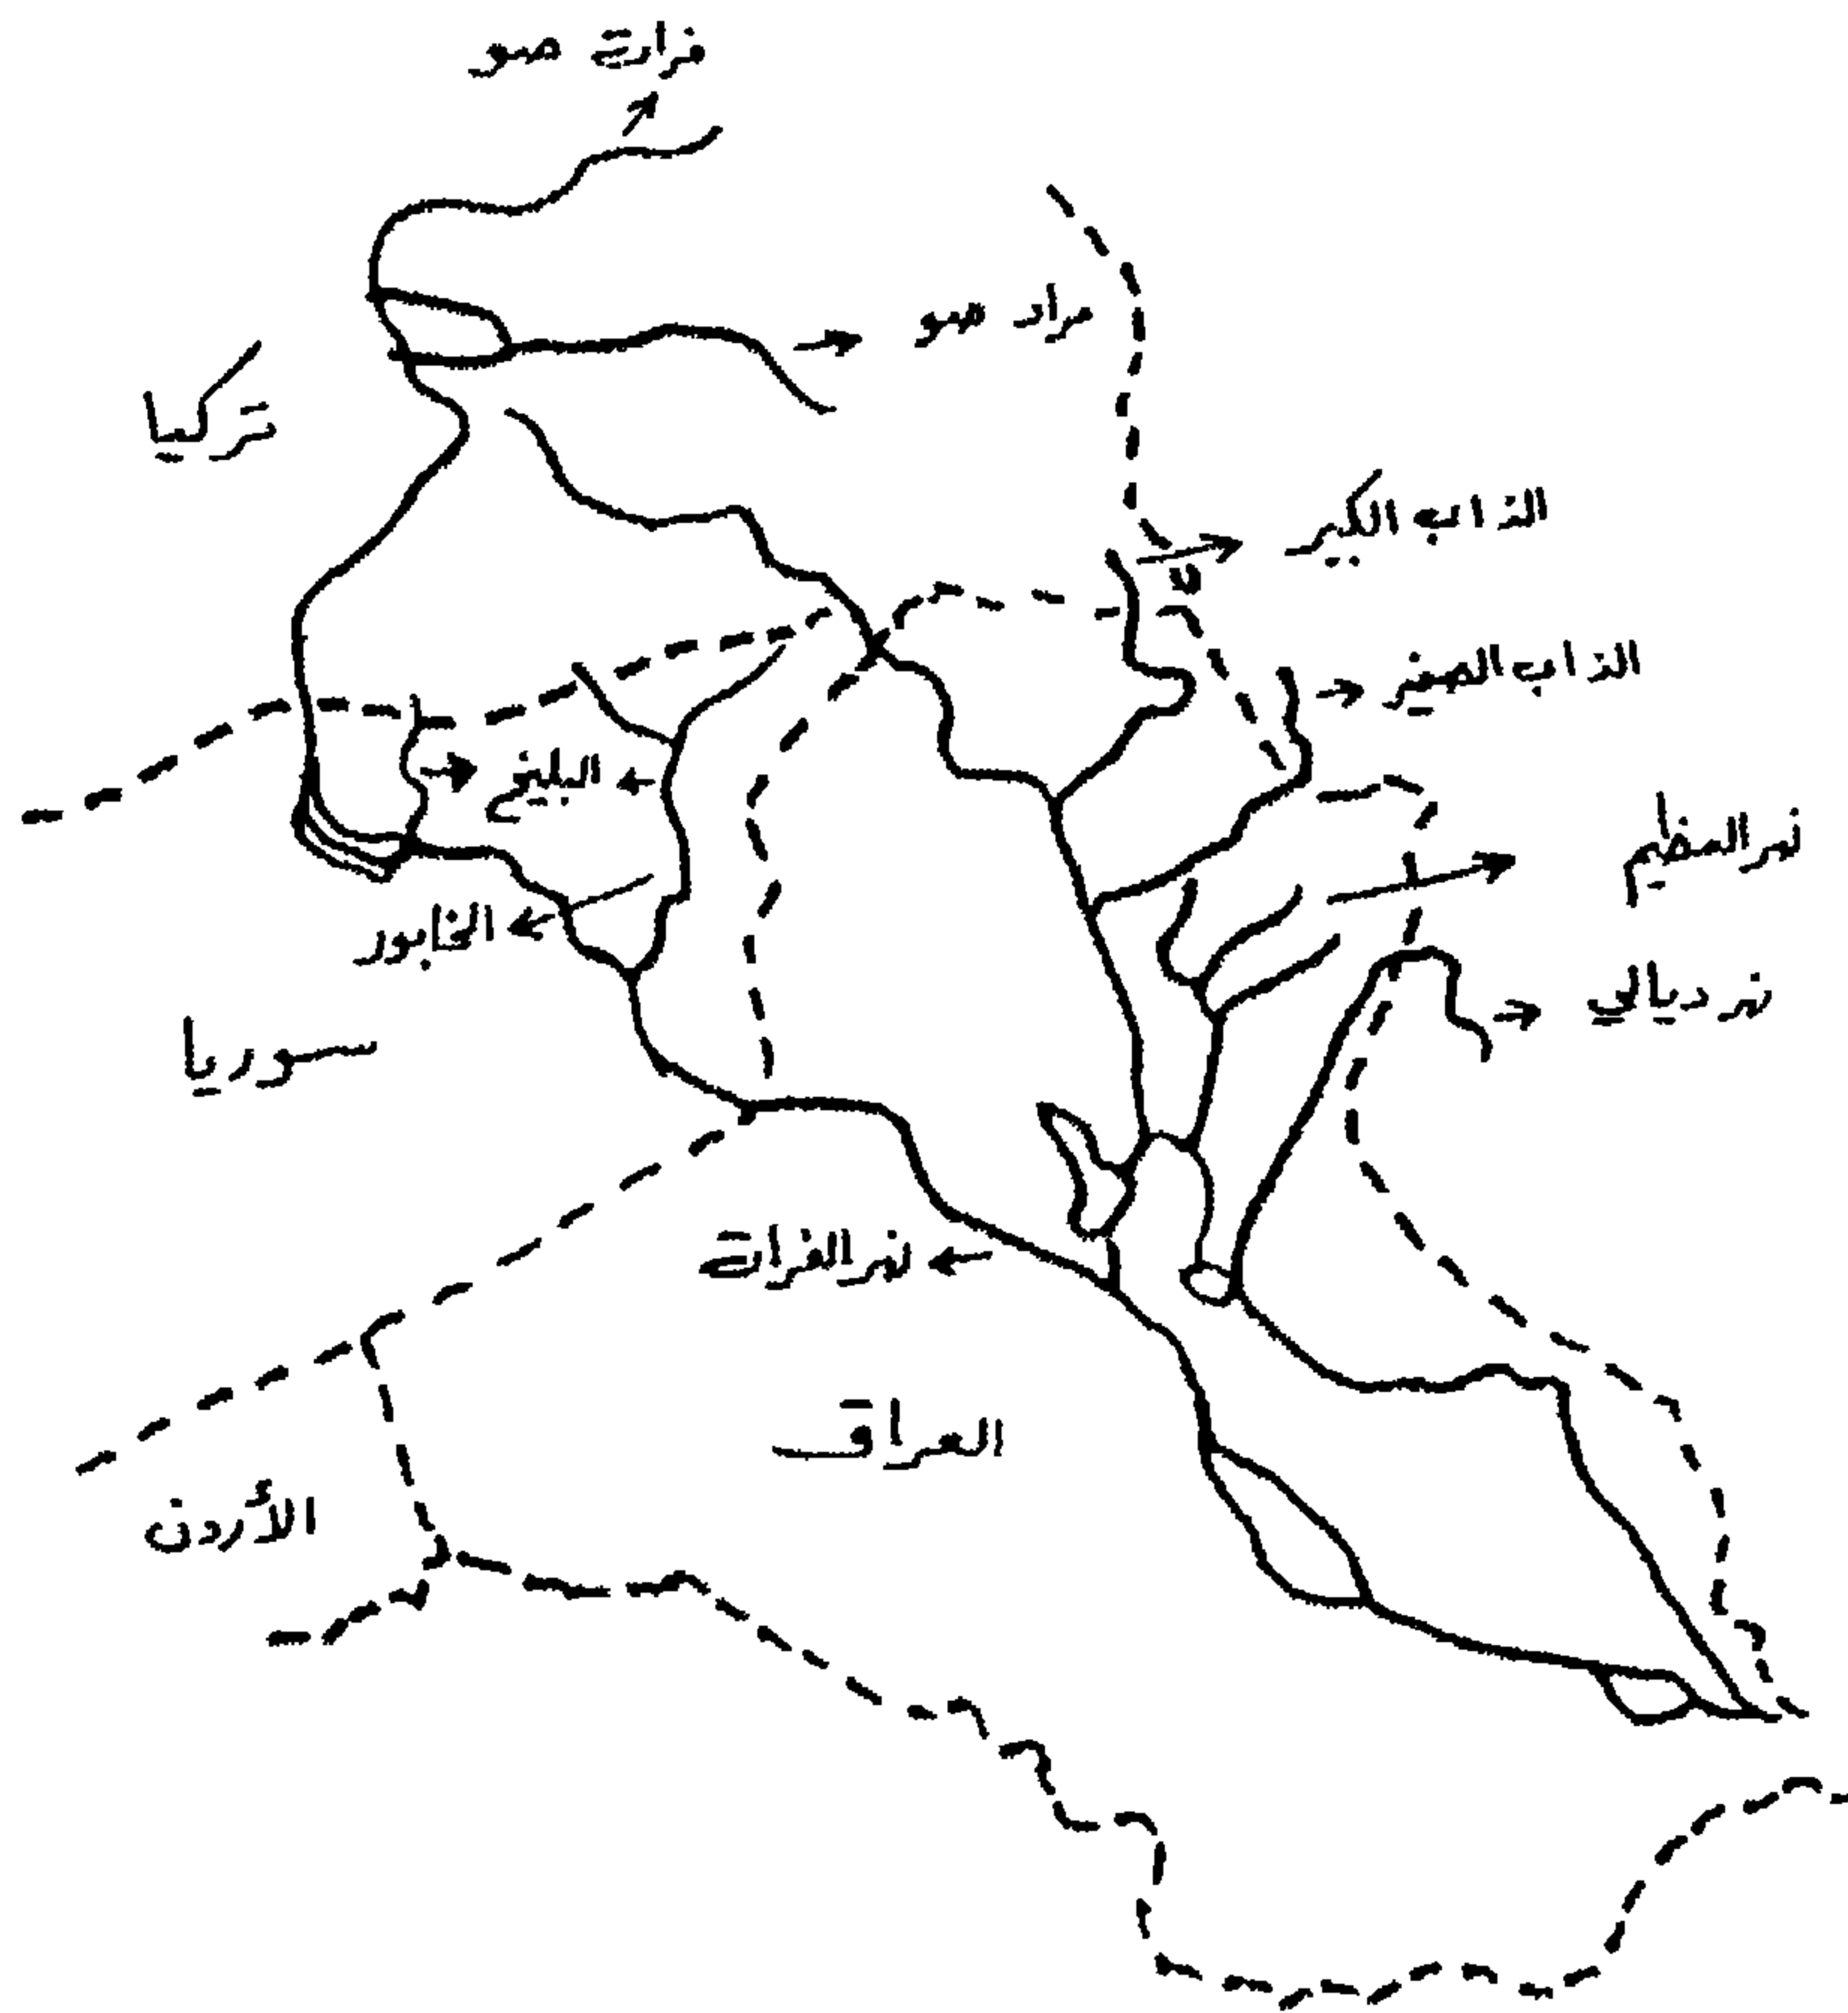 فرات صو
مراد صو
تركيا
الزاب الكبير
الزاب الصغير
البليخ
نهر العظيم
الخابور
نهر ديالى
سوريا
نهر الفرات
العراق
الأردن